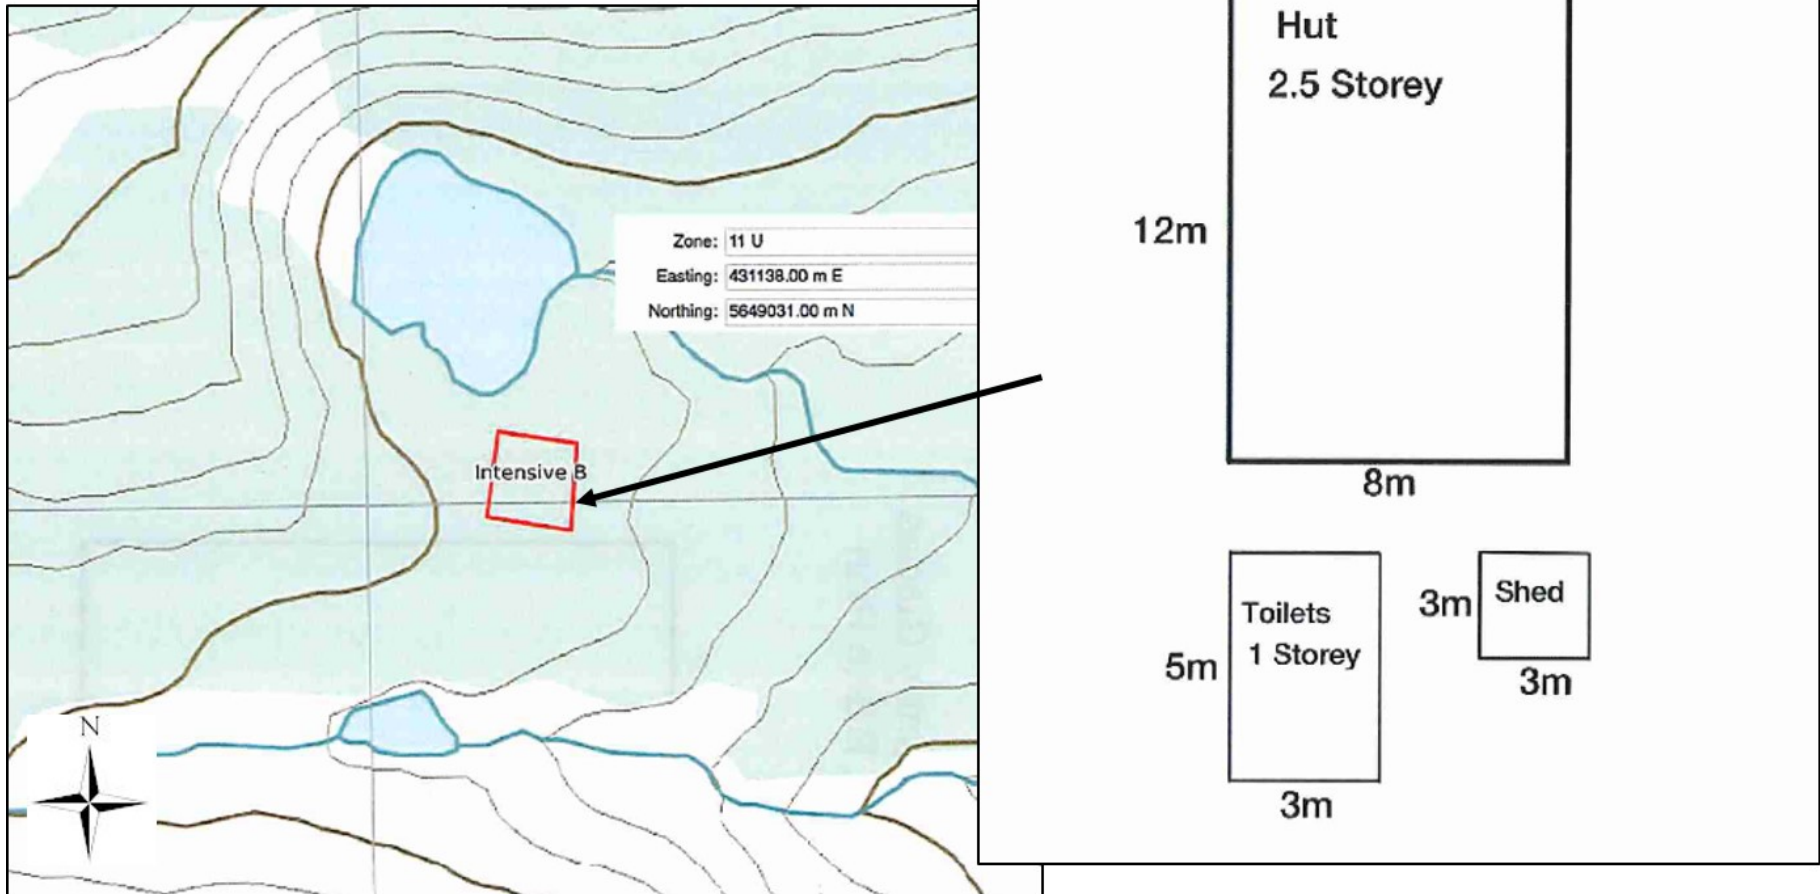 Zone: 11 U
Easting: 431138.00 m E
Northing: 5649031.00 m N
Intensive B
N
Hut
2.5 Storey
12m
8m
Toilets
1 Storey
5m
3m
Shed
3m
3m